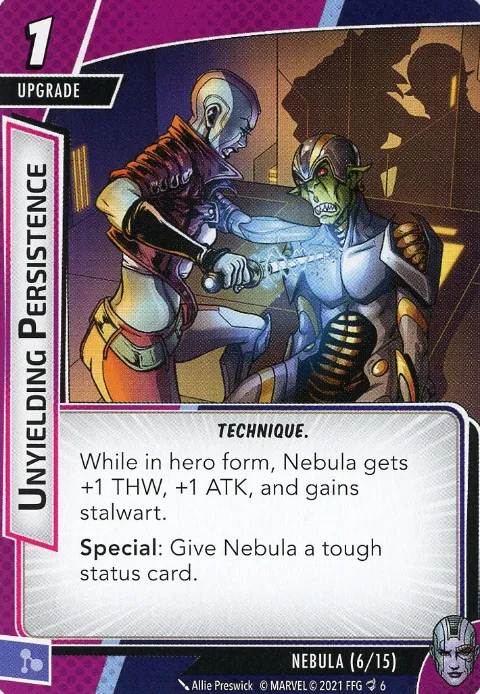 1
UPGRADE
UNYIELDING PERSISTENCE
TECHNIQUE.
While in hero form, Nebula gets
+1 THW, +1 ATK, and gains
stalwart.
Special: Give Nebula a tough
status card.
NEBULA (6/15)
Allie Preswick © MARVEL © 2021 FFG 6